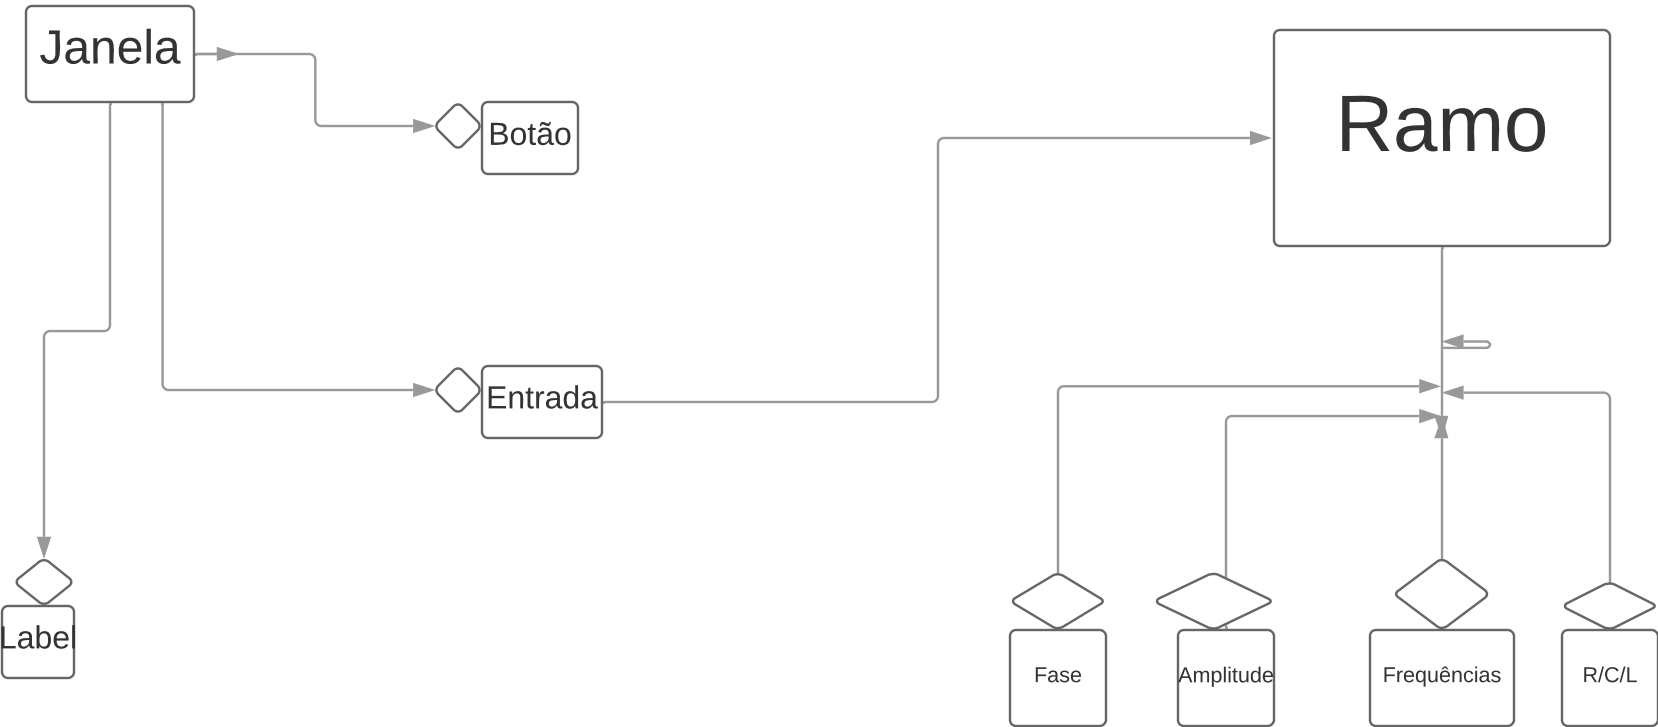 Janela
Ramo
Botão
Entrada
Label
Fase
Amplitude
Frequências
R/C/L